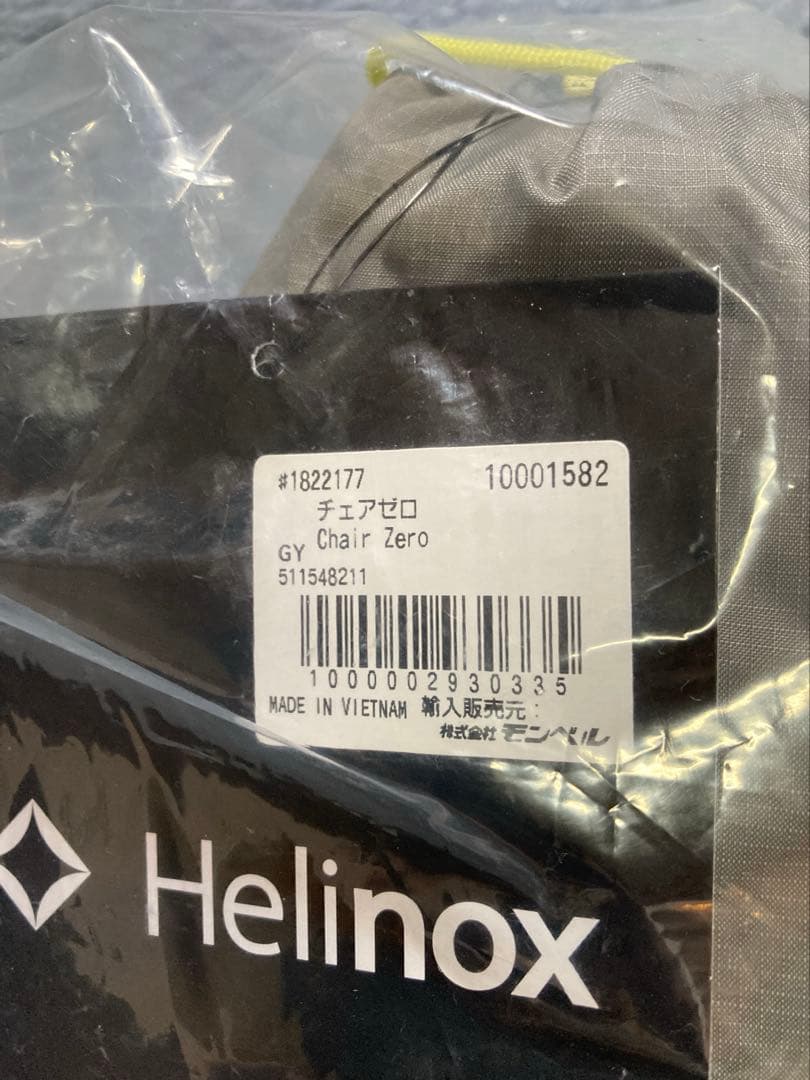 #1822177 10001582
チェアゼロ
GY Chair Zero
511548211
1000002930335
MADE IN VIETNAM 輸入販売元:
株式会社 モンベル
Helinox